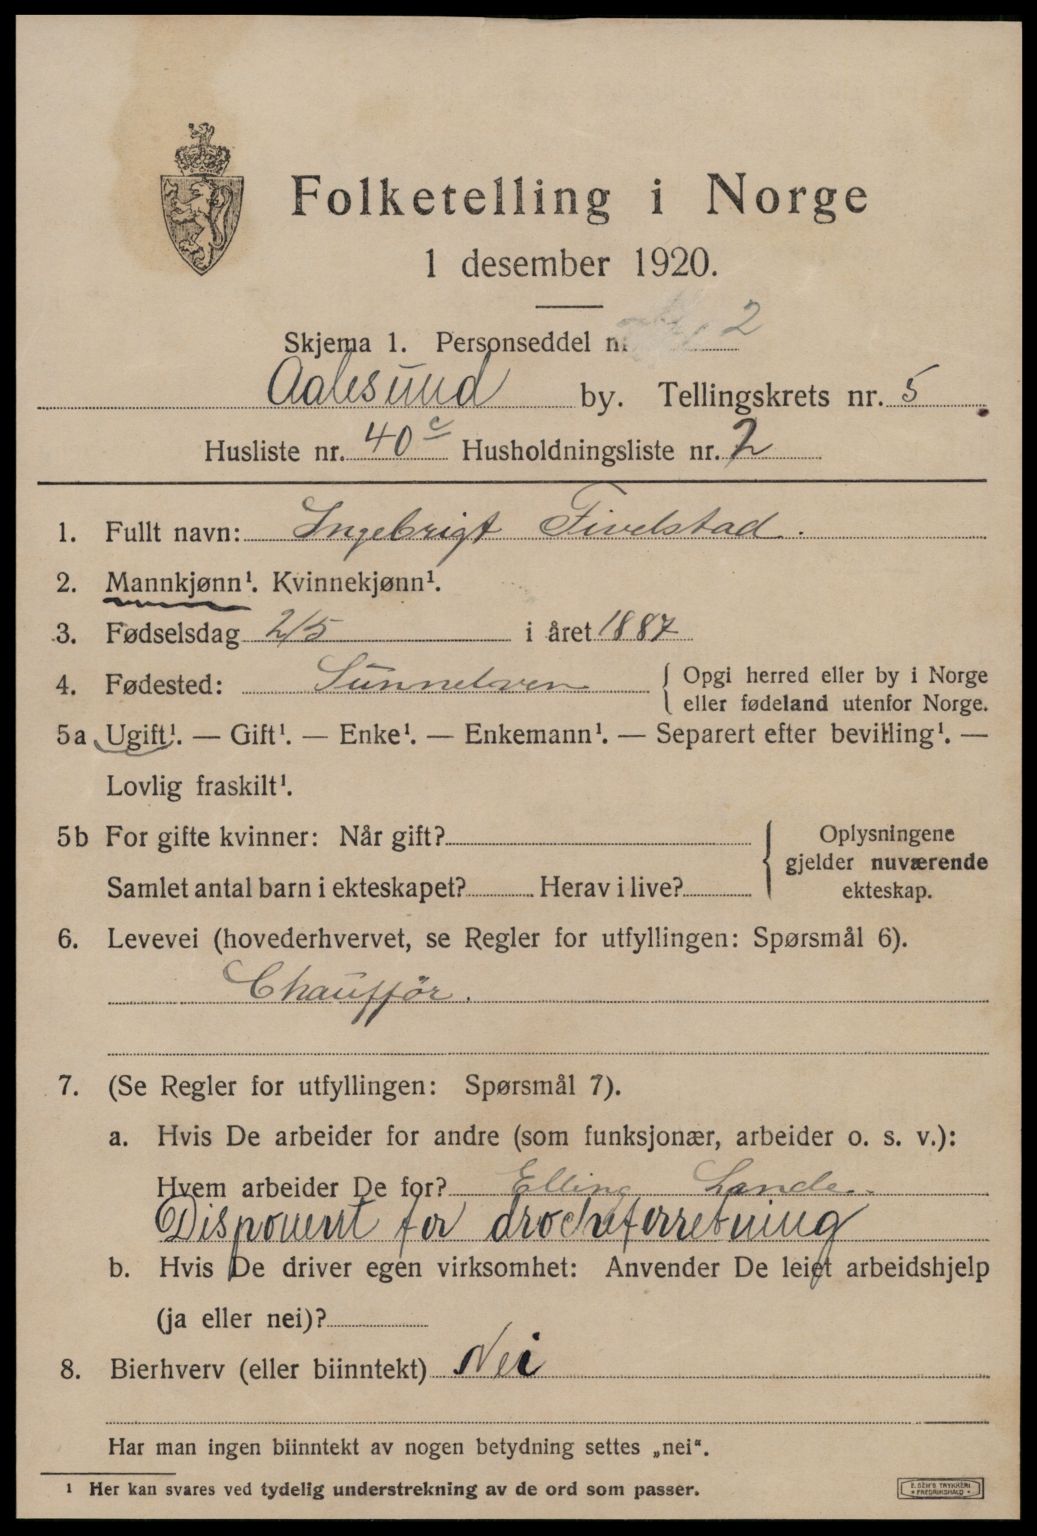 Folketelling i Norge
1 desember 1920.
Skjema 1. Personseddel nr 2
Aalesund by. Tellingskrets nr. 5
Husliste nr. 40 c Husholdningsliste nr. 2
1. Fullt navn: Ingebrigt Fivelstad.
2. Mannkjønn¹. Kvinnekjønn¹.
3. Fødselsdag 2/5 i året 1887
4. Fødested: Sunnelven { Opgi herred eller by i Norge
eller fødeland utenfor Norge.
5a Ugift¹. — Gift¹. — Enke¹. — Enkemann¹. — Separert efter bevilling¹. —
Lovlig fraskilt¹.
5b For gifte kvinner: Når gift? { Oplysningene
gjelder nuværende
Samlet antal barn i ekteskapet? Herav i live? ekteskap.
6. Levevei (hovederhvervet, se Regler for utfyllingen: Spørsmål 6).
Chaufför.
7. (Se Regler for utfyllingen: Spørsmål 7).
a. Hvis De arbeider for andre (som funksjonær, arbeider o. s. v.):
Hvem arbeider De for? Elling Lande.
Disponent for droscheforretning
b. Hvis De driver egen virksomhet: Anvender De leiet arbeidshjelp
(ja eller nei)?
8. Bierhverv (eller biinntekt) Nei
Har man ingen biinntekt av nogen betydning settes „nei“.
¹ Her kan svares ved tydelig understrekning av de ord som passer.
E. SEM'S TRYKKERI
• FREDRIKSHALD •